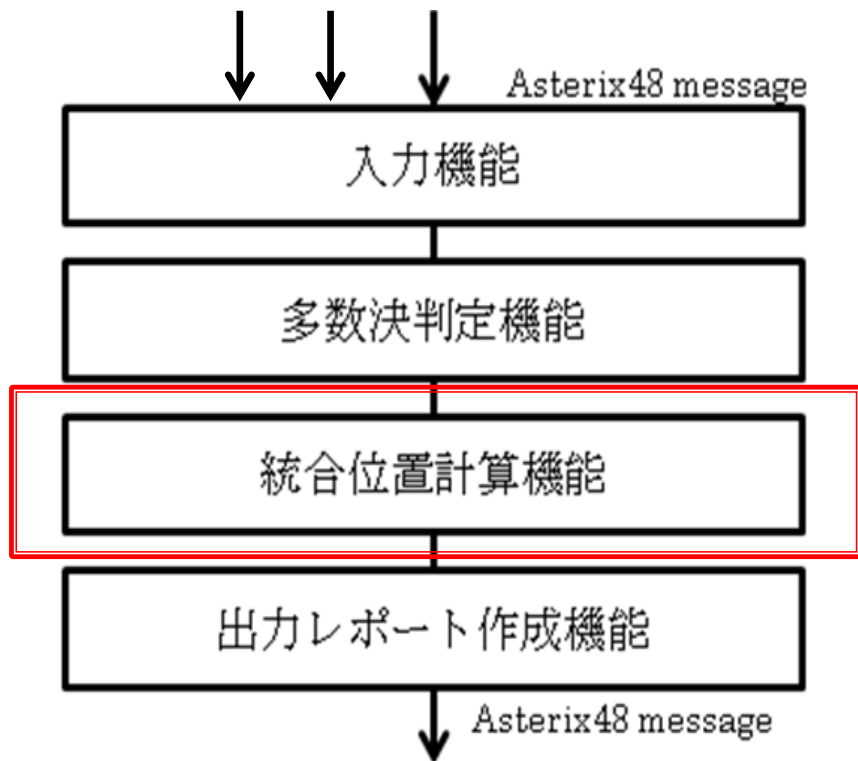 Asterix48 message
入力機能
多数決判定機能
統合位置計算機能
出力レポート作成機能
Asterix48 message